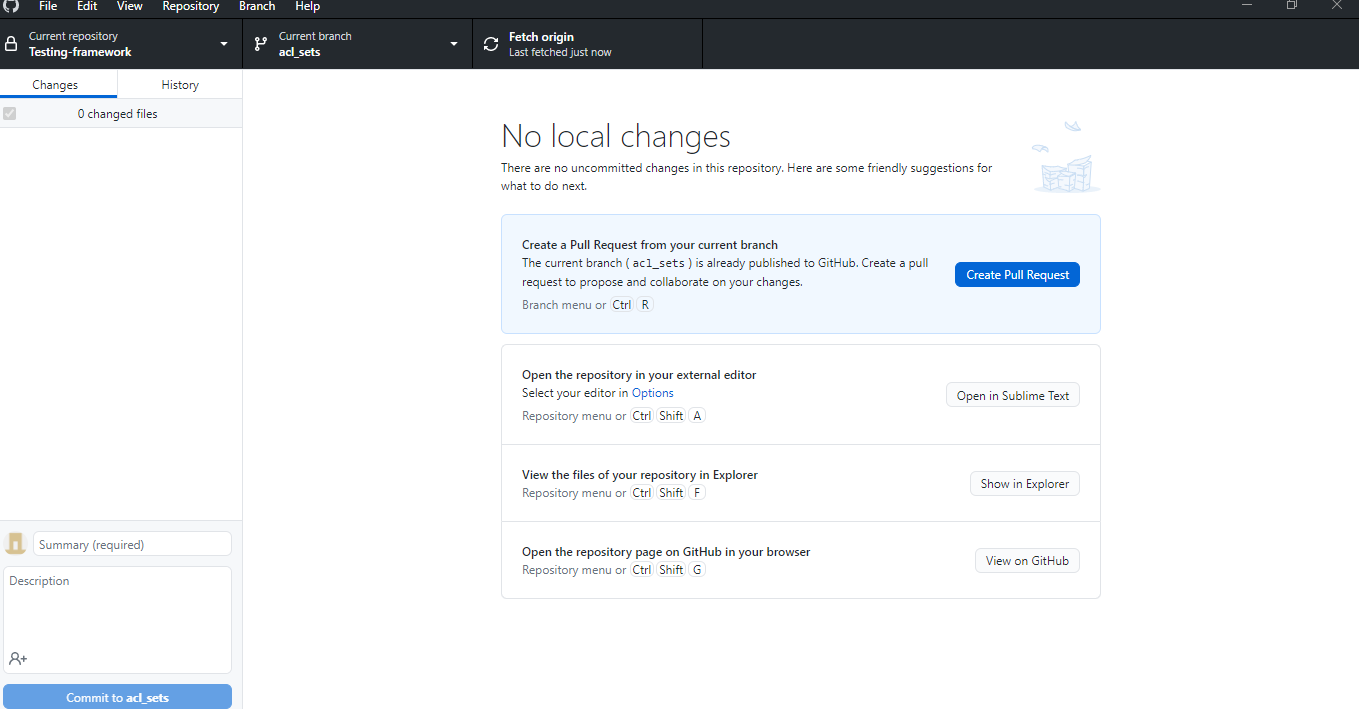 File Edit View Repository Branch Help
Current repository
Testing-framework
Current branch
acl_sets
Fetch origin
Last fetched just now
Changes History
0 changed files
No local changes
There are no uncommitted changes in this repository. Here are some friendly suggestions for
what to do next.
Create a Pull Request from your current branch
The current branch ( acl_sets ) is already published to GitHub. Create a pull
request to propose and collaborate on your changes.
Branch menu or Ctrl R
Create Pull Request
Open the repository in your external editor
Select your editor in Options
Repository menu or Ctrl Shift A
Open in Sublime Text
View the files of your repository in Explorer
Repository menu or Ctrl Shift F
Show in Explorer
Open the repository page on GitHub in your browser
Repository menu or Ctrl Shift G
View on GitHub
Summary (required)
Description
Commit to acl_sets